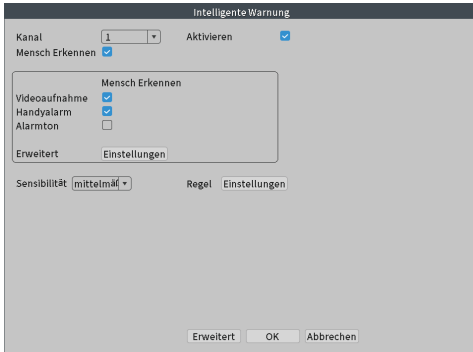 Intelligente Warnung
Kanal 1 Aktivieren
Mensch Erkennen
Mensch Erkennen
Videoaufnahme
Handyalarm
Alarmton
Erweitert Einstellungen
Sensibilität mittelmäß Regel Einstellungen
Erweitert OK Abbrechen